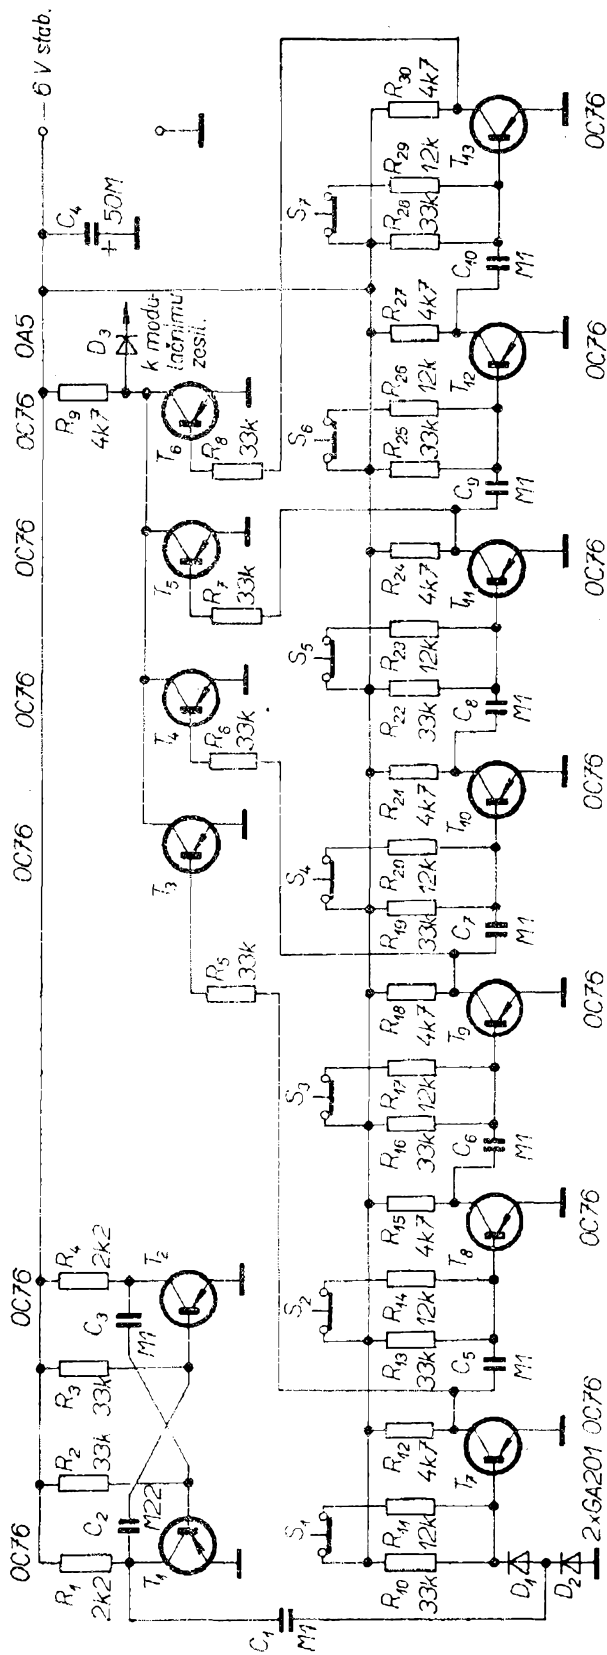 OC76
R1
2k2
C2
M22
T1
R2
33k
R3
33k
C3
M1
R4
2k2
T2
OC76
OC76
T3
R5
33k
OC76
T4
R6
33k
OC76
T5
R7
33k
OC76
T6
R8
33k
R9
4k7
OA5
D3
k modu-
lačnímu
zesil.
C4
+
50M
- 6 V stab.
C1
M1
S1
R10
33k
R11
12k
R12
4k7
T7
D1
D2
2xGA201
OC76
C5
M1
S2
R13
33k
R14
12k
R15
4k7
T8
OC76
C6
M1
S3
R16
33k
R17
12k
R18
4k7
T9
OC76
C7
M1
S4
R19
33k
R20
12k
R21
4k7
T10
OC76
C8
M1
S5
R22
33k
R23
12k
R24
4k7
T11
OC76
C9
M1
S6
R25
33k
R26
12k
R27
4k7
T12
OC76
C10
M1
S7
R28
33k
R29
12k
R30
4k7
T13
OC76